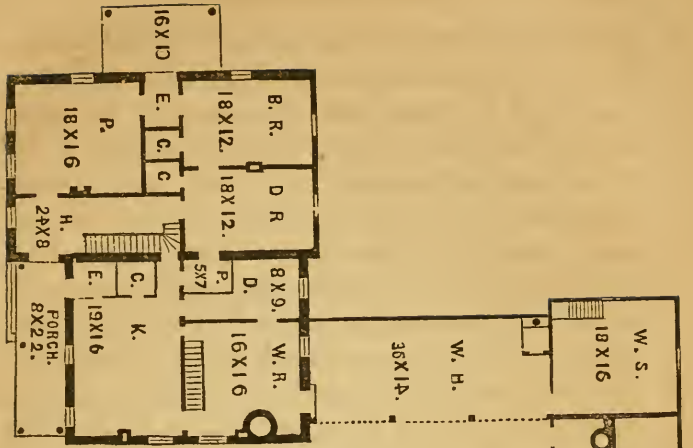 16X10
B. R.
18X12.
E.
C.
C
P.
18X16
D R
18X12.
H.
24X8
D.
8X9.
P.
5X7
C.
E.
K.
19X16
W. R.
16X16
PORCH.
8X22.
W. H.
36X14.
W. S.
18X16